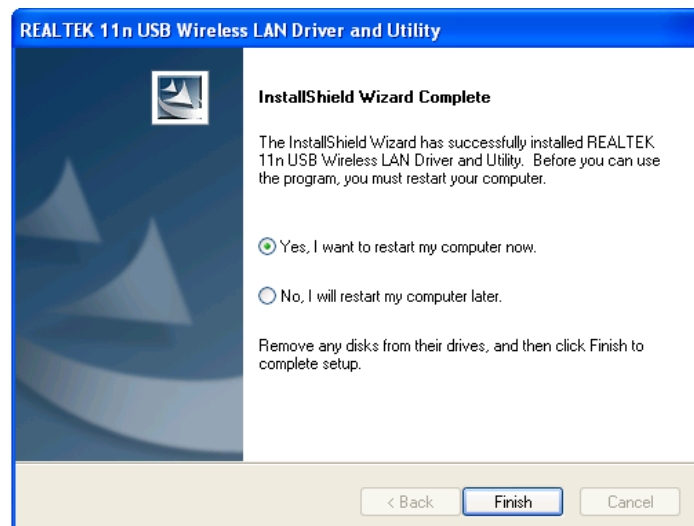 REALTEK 11n USB Wireless LAN Driver and Utility
InstallShield Wizard Complete
The InstallShield Wizard has successfully installed REALTEK
11n USB Wireless LAN Driver and Utility. Before you can use
the program, you must restart your computer.
Yes, I want to restart my computer now.
No, I will restart my computer later.
Remove any disks from their drives, and then click Finish to
complete setup.
< Back
Finish
Cancel